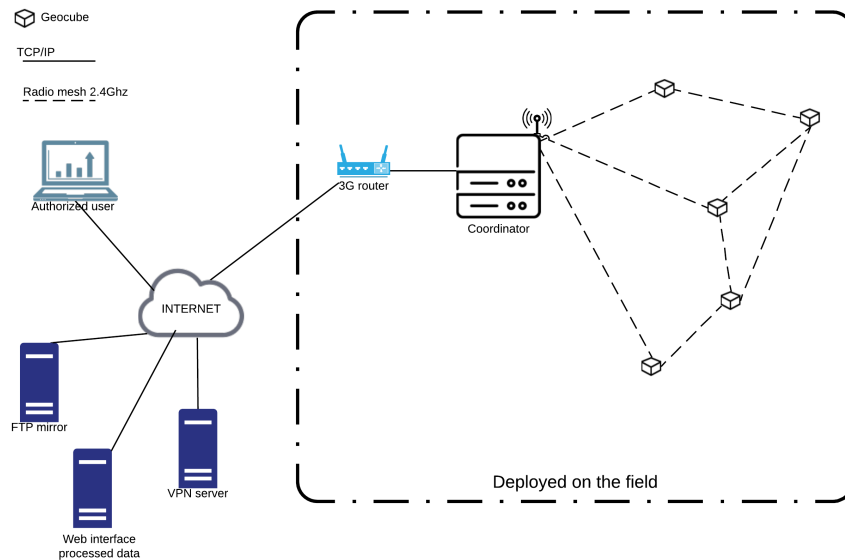 Geocube
TCP/IP
Radio mesh 2.4Ghz
Authorized user
3G router
Coordinator
INTERNET
FTP mirror
VPN server
Web interface
processed data
Deployed on the field